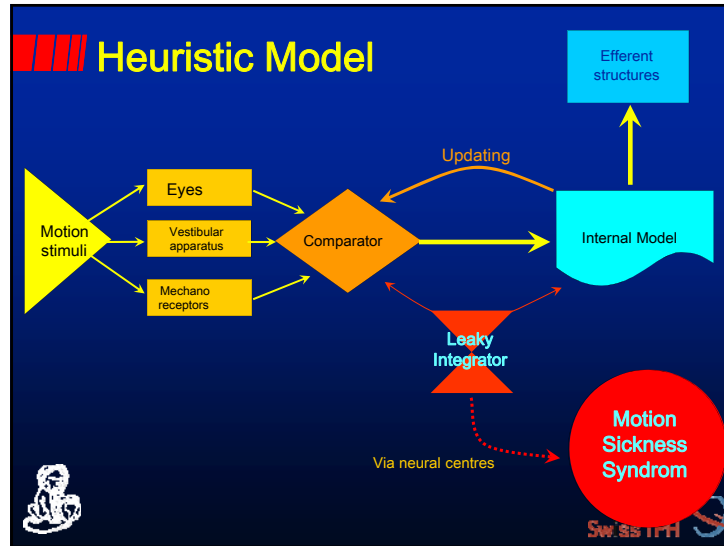 Heuristic Model
Efferent
structures
Updating
Eyes
Motion
stimuli
Vestibular
apparatus
Comparator
Internal Model
Mechano
receptors
Leaky
Integrator
Motion
Sickness
Syndrom
Via neural centres
Swiss TPH